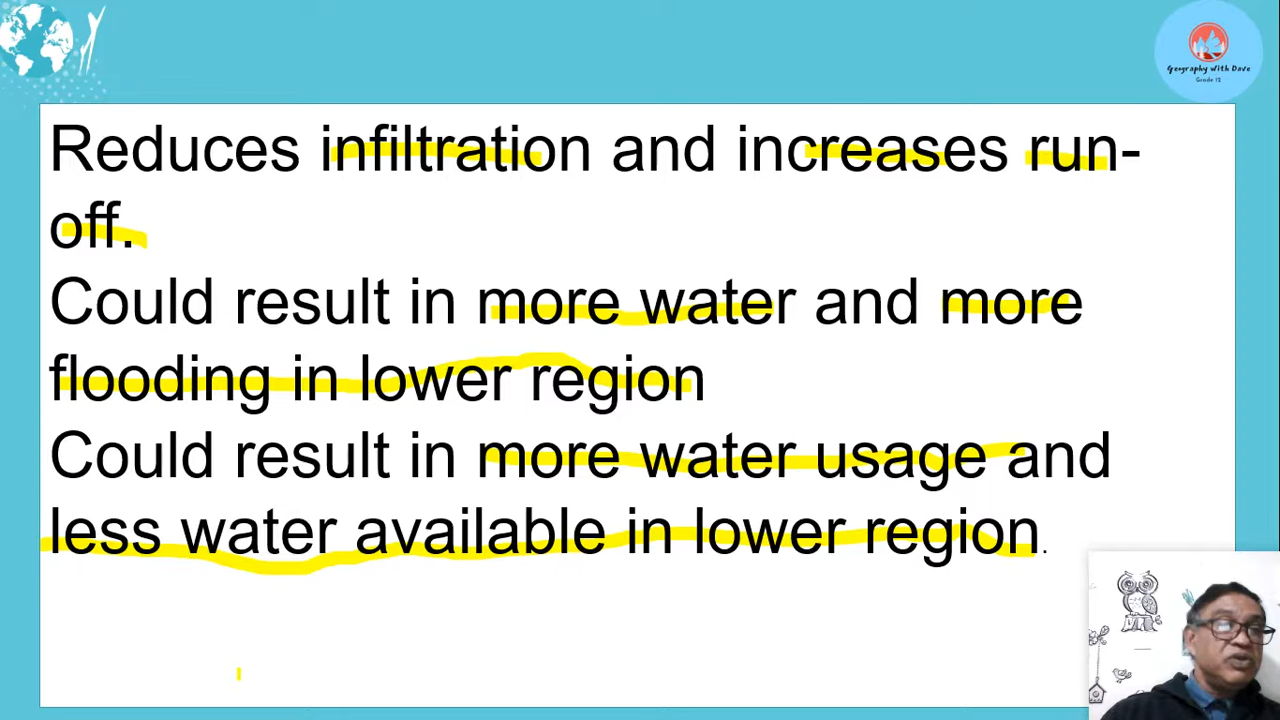 Geography With Dave
Grade 12
Reduces infiltration and increases run-
off.
Could result in more water and more
flooding in lower region
Could result in more water usage and
less water available in lower region.